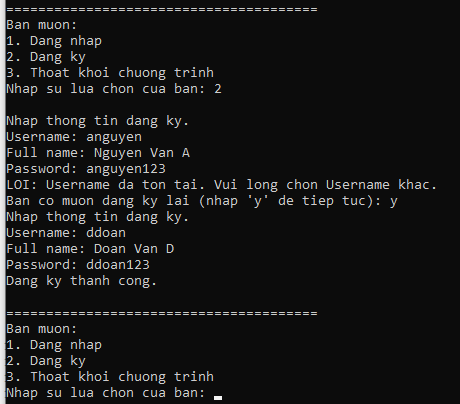 =======================================
Ban muon:
1. Dang nhap
2. Dang ky
3. Thoat khoi chuong trinh
Nhap su lua chon cua ban: 2
Nhap thong tin dang ky.
Username: anguyen
Full name: Nguyen Van A
Password: anguyen123
LOI: Username da ton tai. Vui long chon Username khac.
Ban co muon dang ky lai (nhap 'y' de tiep tuc): y
Nhap thong tin dang ky.
Username: ddoan
Full name: Doan Van D
Password: ddoan123
Dang ky thanh cong.
=======================================
Ban muon:
1. Dang nhap
2. Dang ky
3. Thoat khoi chuong trinh
Nhap su lua chon cua ban: